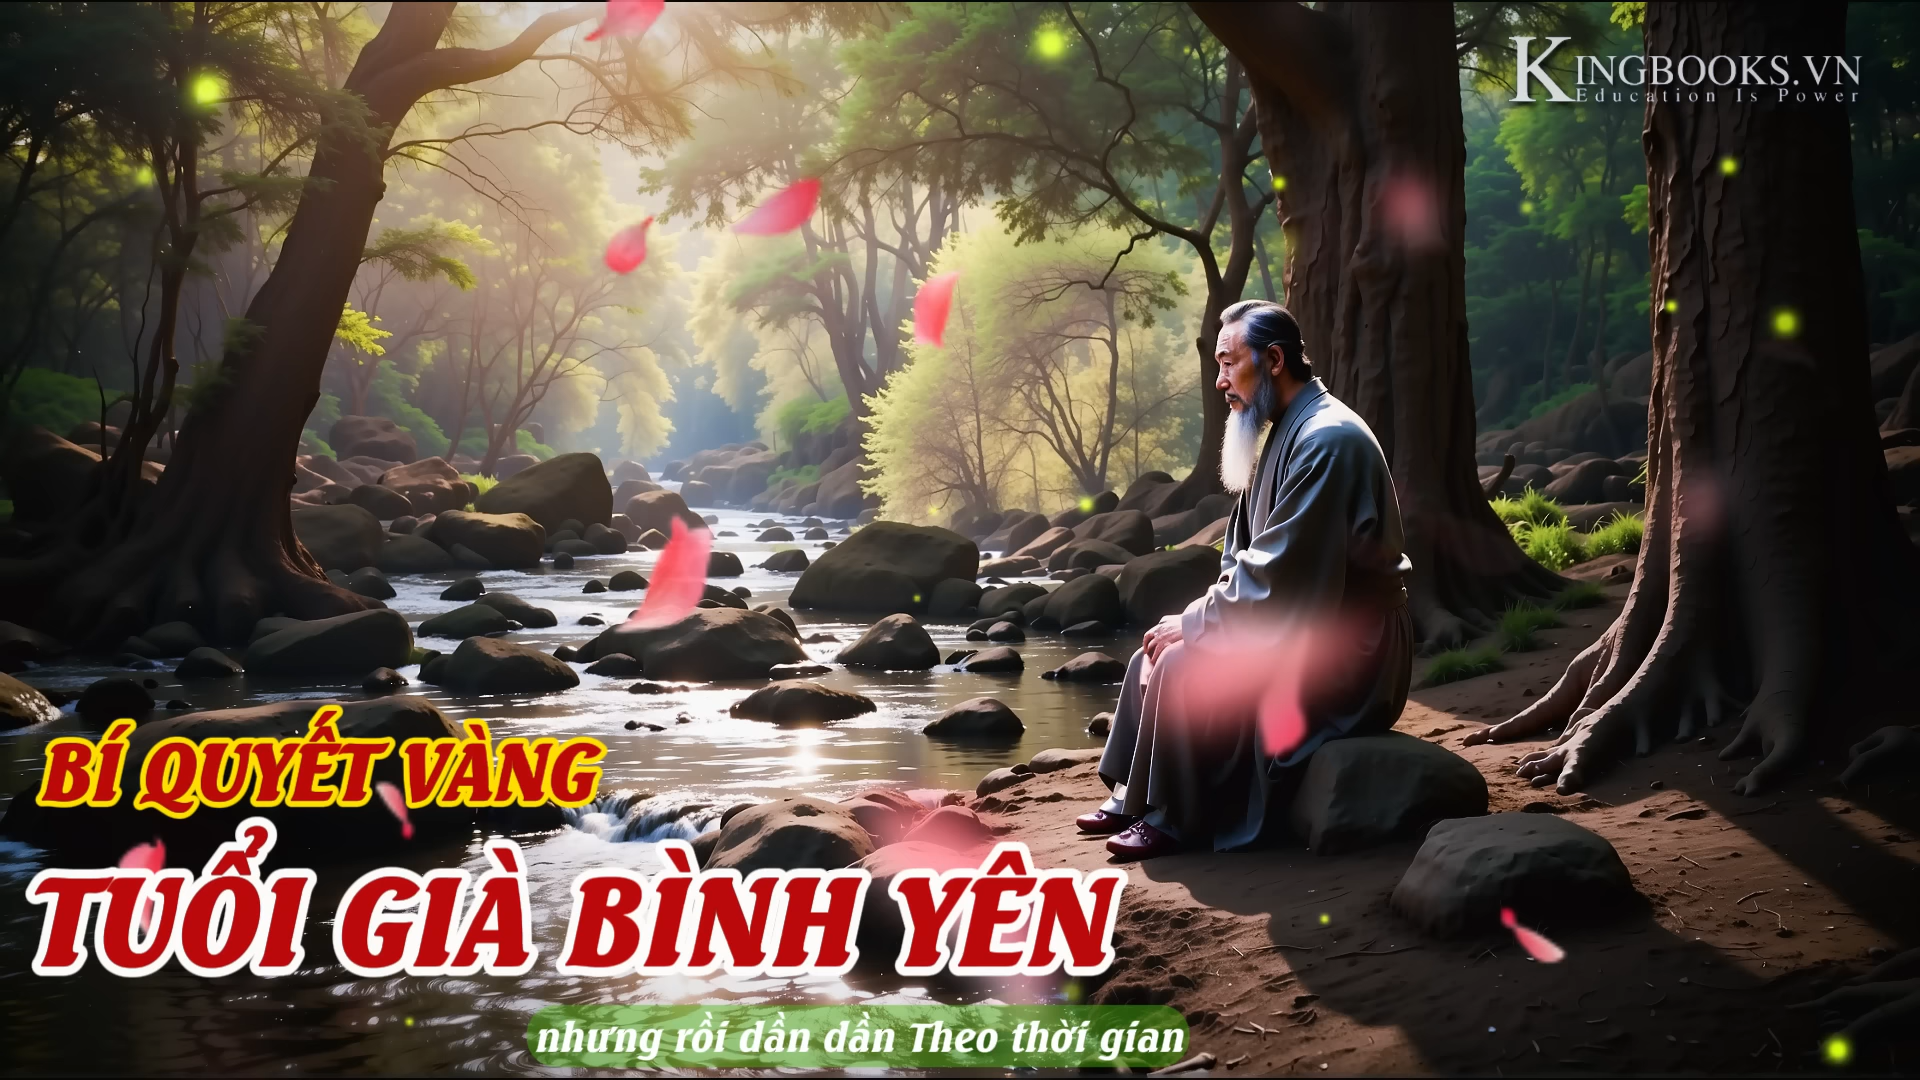 KINGBOOKS.VN
Education Is Power
BÍ QUYẾT VÀNG
TUỔI GIÀ BÌNH YÊN
nhưng rồi dần dần Theo thời gian